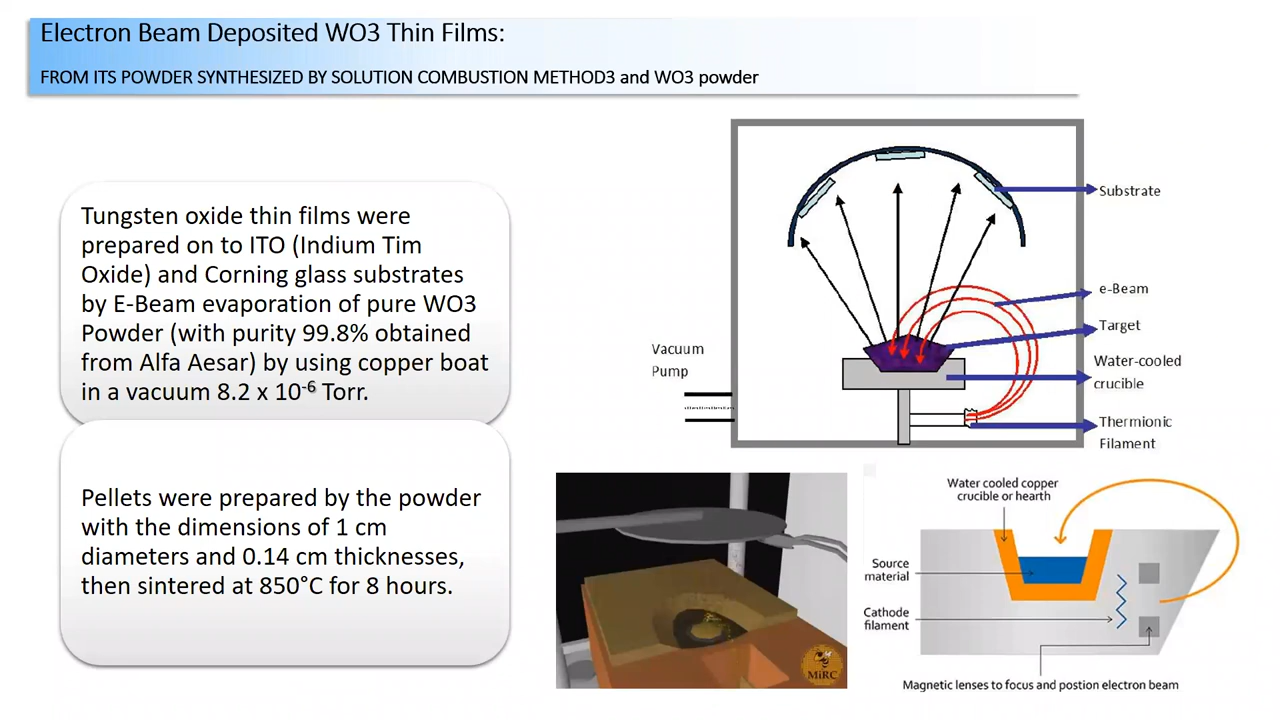 Electron Beam Deposited WO3 Thin Films:
FROM ITS POWDER SYNTHESIZED BY SOLUTION COMBUSTION METHOD3 and WO3 powder
Tungsten oxide thin films were
prepared on to ITO (Indium Tim
Oxide) and Corning glass substrates
by E-Beam evaporation of pure WO3
Powder (with purity 99.8% obtained
from Alfa Aesar) by using copper boat
in a vacuum 8.2 x 10⁻⁶ Torr.
Pellets were prepared by the powder
with the dimensions of 1 cm
diameters and 0.14 cm thicknesses,
then sintered at 850°C for 8 hours.
Substrate
e-Beam
Target
Water-cooled
crucible
Thermionic
Filament
Vacuum
Pump
MiRC
Water cooled copper
crucible or hearth
Source
material
Cathode
filament
Magnetic lenses to focus and postion electron beam